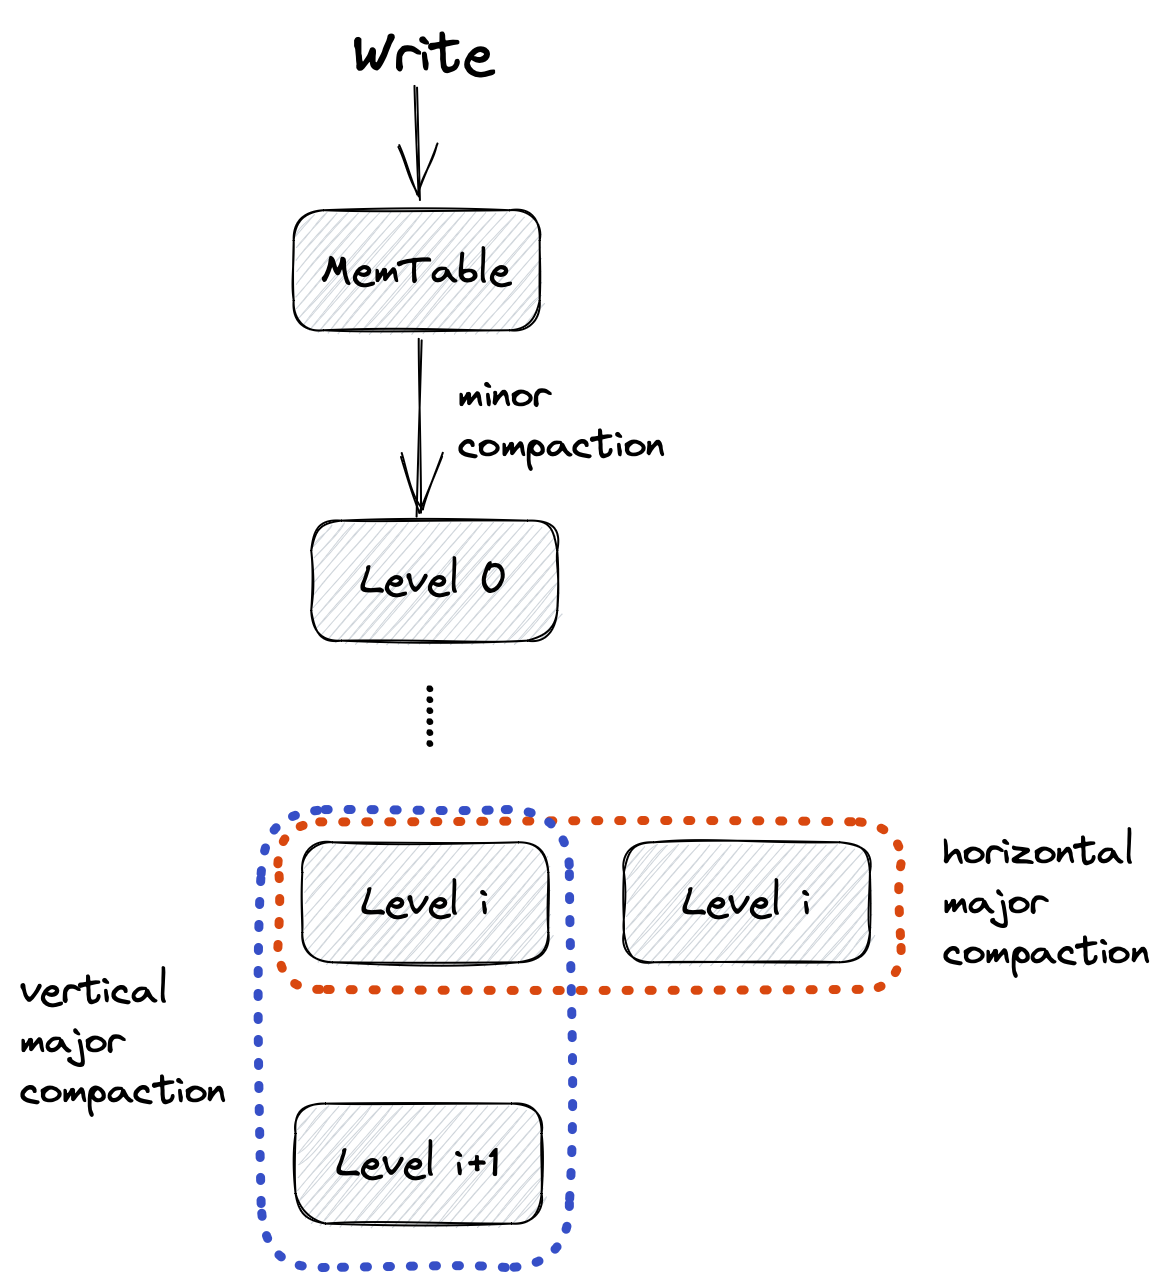 Write
MemTable
minor
compaction
Level 0
Level i
Level i
horizontal
major
compaction
vertical
major
compaction
Level i+1